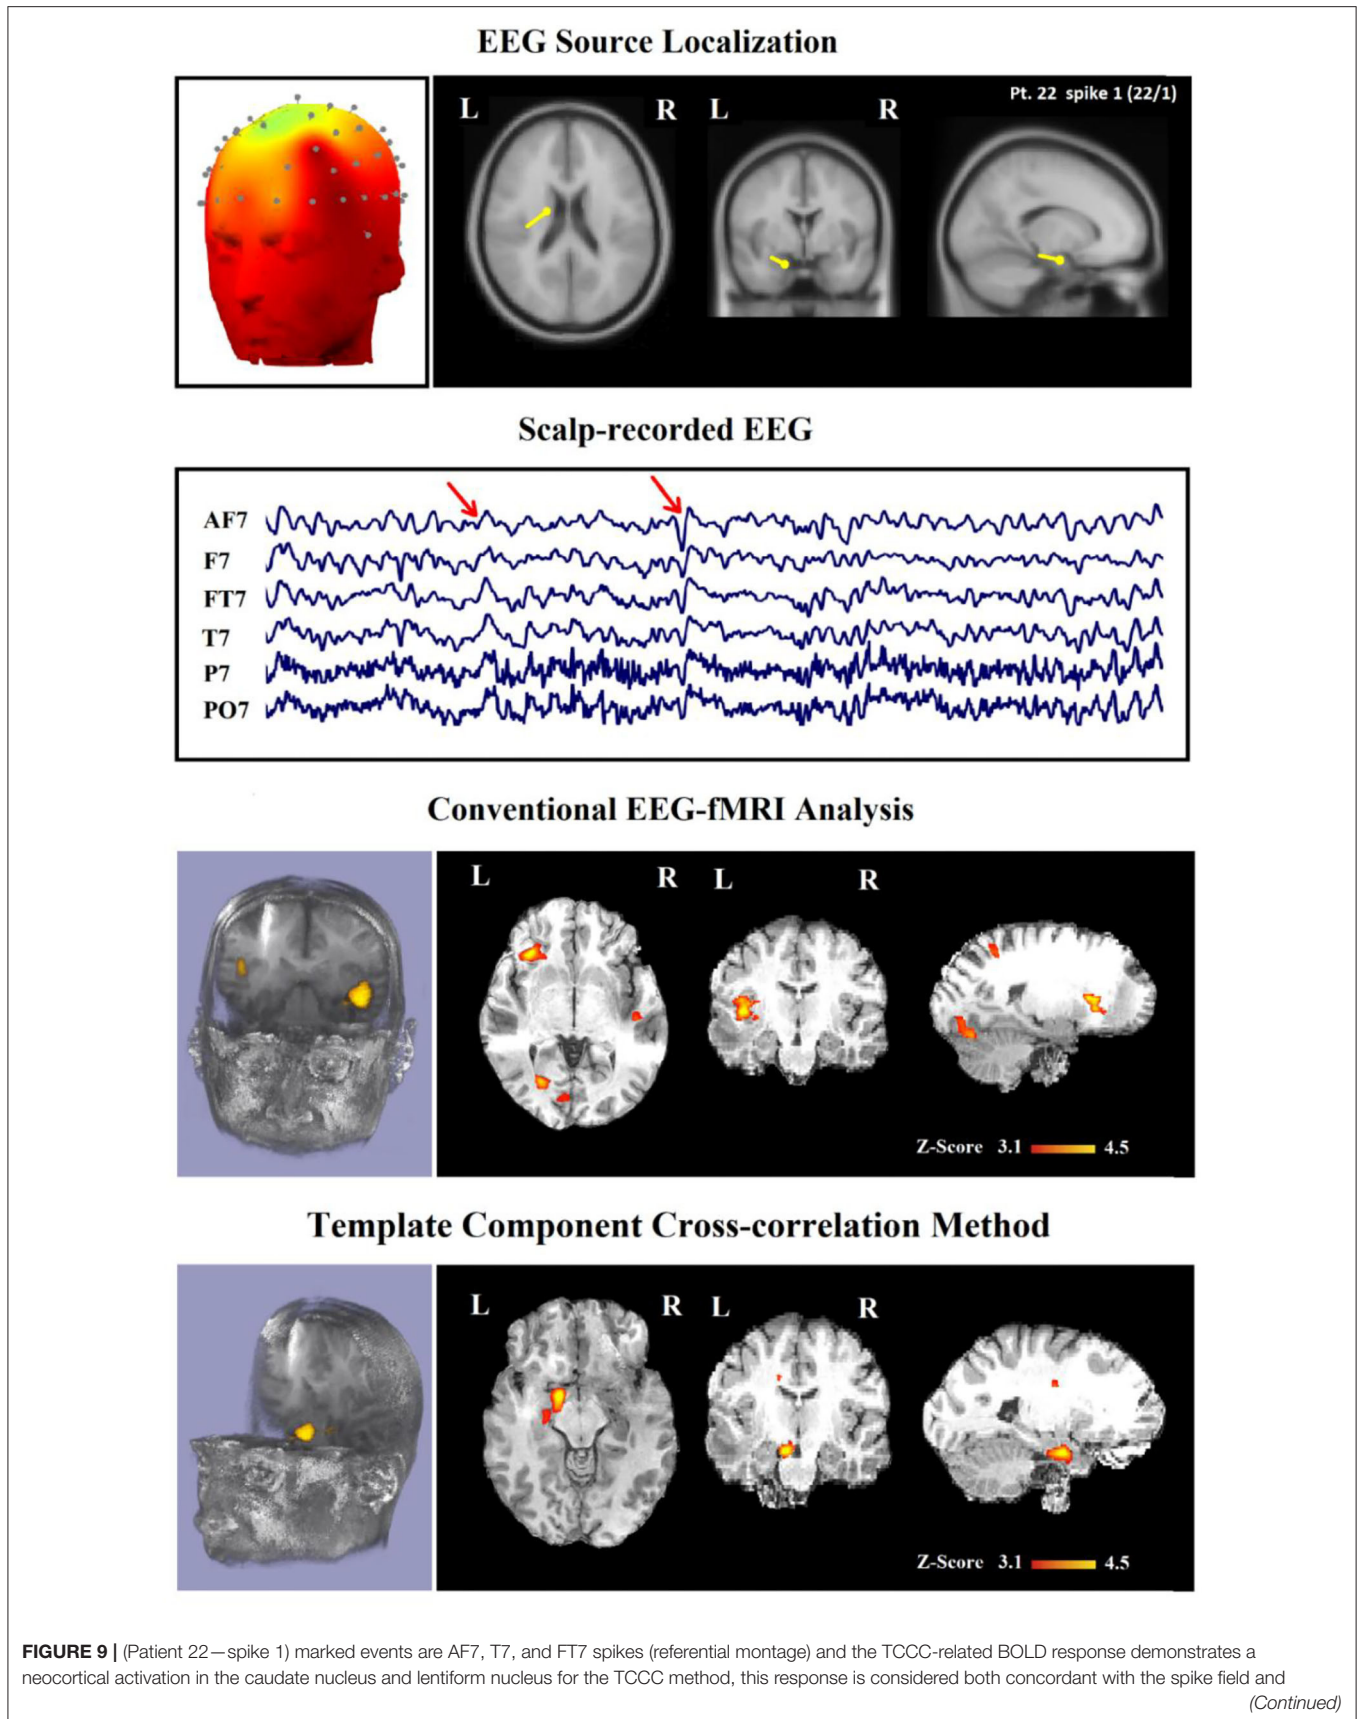 EEG Source Localization
L R L R Pt. 22 spike 1 (22/1)
Scalp-recorded EEG
AF7
F7
FT7
T7
P7
PO7
Conventional EEG-fMRI Analysis
L R L R
Z-Score 3.1 4.5
Template Component Cross-correlation Method
L R L R
Z-Score 3.1 4.5
FIGURE 9 | (Patient 22—spike 1) marked events are AF7, T7, and FT7 spikes (referential montage) and the TCCC-related BOLD response demonstrates a
neocortical activation in the caudate nucleus and lentiform nucleus for the TCCC method, this response is considered both concordant with the spike field and
(Continued)